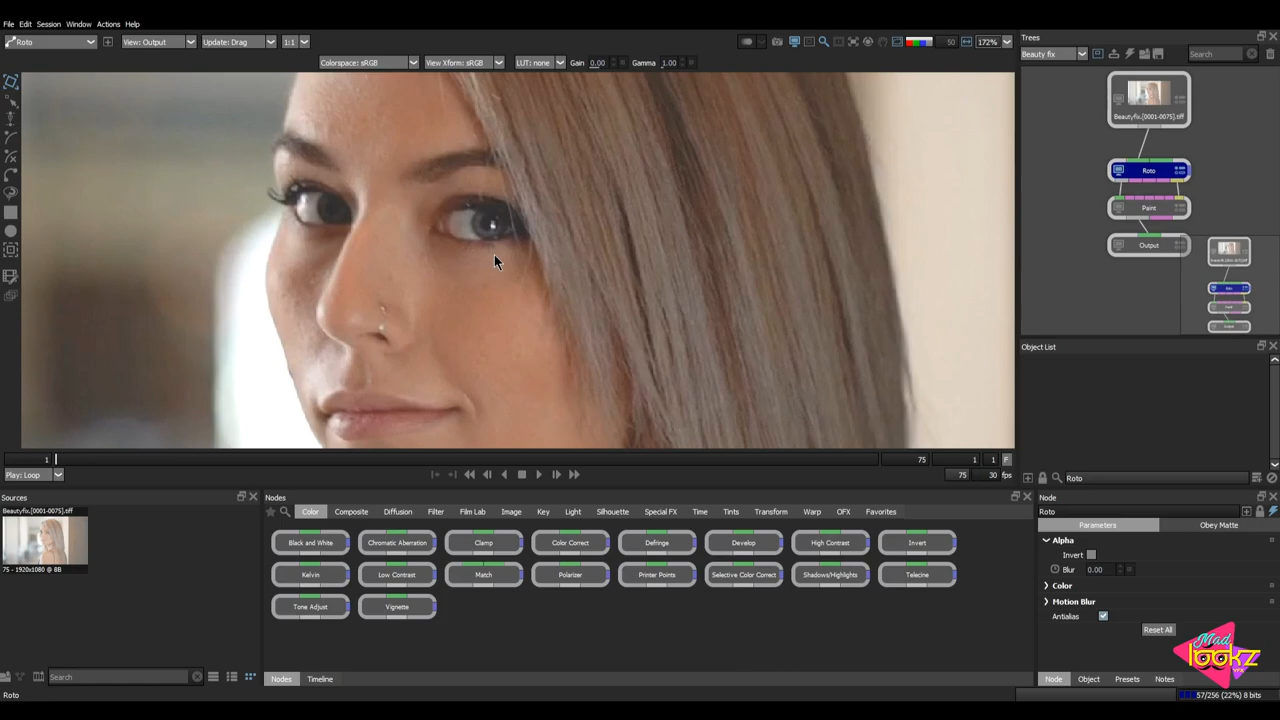 File Edit Session Window Actions Help
Roto View: Output Update: Drag 1:1 50 172%
Colorspace: sRGB View Xform: sRGB LUT: none Gain 0.00 Gamma 1.00
Trees
Beauty fix Search
Beautyfix.[0001-0075].tiff
Roto
Paint
Output
Object List
1 75 1 1 F
Play: Loop 75 30 fps
Roto
Sources
Beautyfix.[0001-0075].tiff
75 - 1920x1080 @ 8B
Search
Nodes
Color Composite Diffusion Filter Film Lab Image Key Light Silhouette Special FX Time Tints Transform Warp OFX Favorites
Black and White Chromatic Aberration Clamp Color Correct Defringe Develop High Contrast Invert
Kelvin Low Contrast Match Polarizer Printer Points Selective Color Correct Shadows/Highlights Telecine
Tone Adjust Vignette
Nodes Timeline
Node
Roto
Parameters Obey Matte
Alpha
Invert
Blur 0.00
Color
Motion Blur
Antialias
Reset All
Mad
lookz
Node Object Presets Notes
Roto
57/256 (22%) 8 bits